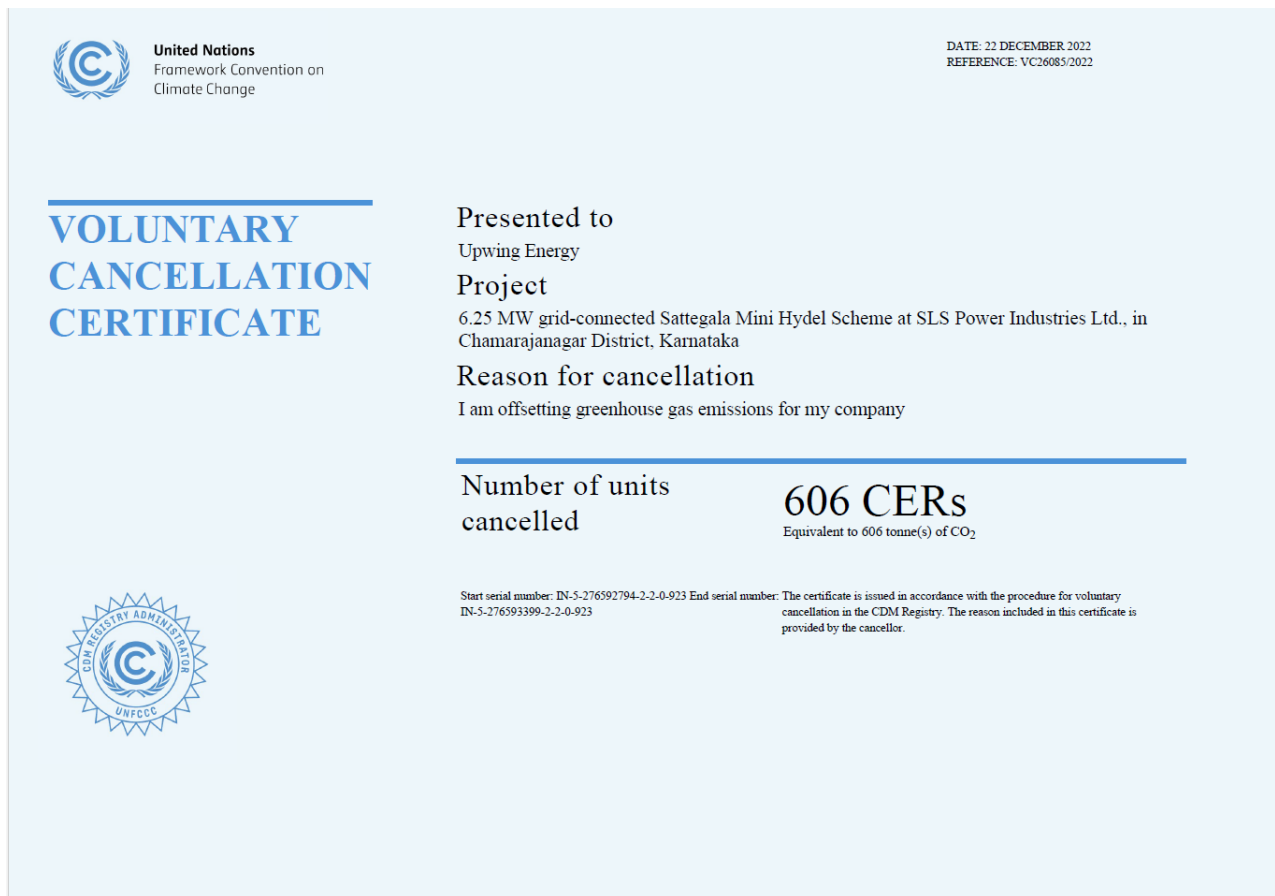 United Nations
Framework Convention on
Climate Change
DATE: 22 DECEMBER 2022
REFERENCE: VC26085/2022
VOLUNTARY
CANCELLATION
CERTIFICATE
Presented to
Upwing Energy
Project
6.25 MW grid-connected Sattegala Mini Hydel Scheme at SLS Power Industries Ltd., in
Chamarajanagar District, Karnataka
Reason for cancellation
I am offsetting greenhouse gas emissions for my company
Number of units
cancelled
606 CERs
Equivalent to 606 tonne(s) of CO2
Start serial number: IN-5-276592794-2-2-0-923 End serial number:
IN-5-276593399-2-2-0-923
The certificate is issued in accordance with the procedure for voluntary
cancellation in the CDM Registry. The reason included in this certificate is
provided by the cancellor.
CDM REGISTRY ADMINISTRATOR
UNFCCC